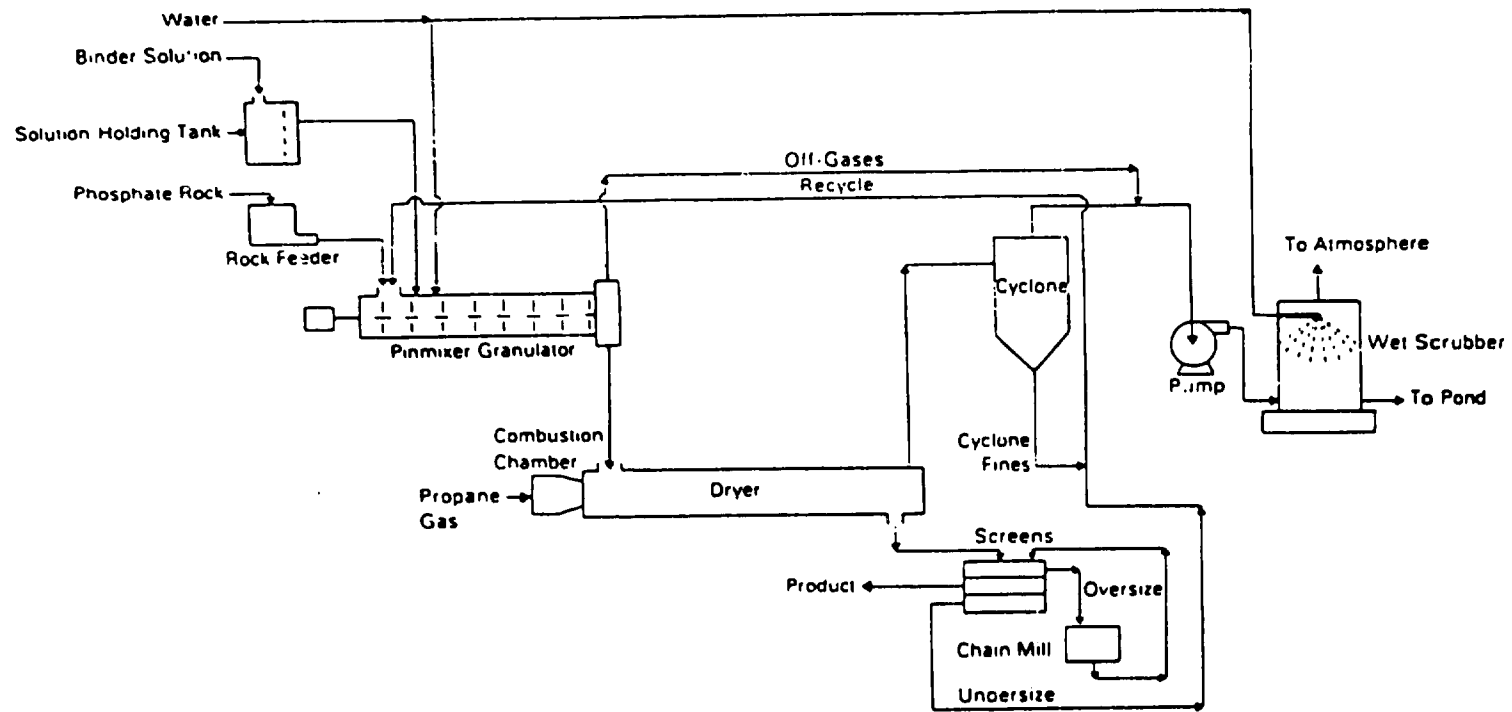 Water
Binder Solution
Solution Holding Tank
Phosphate Rock
Rock Feeder
Off-Gases
Recycle
Pinmixer Granulator
Cyclone
To Atmosphere
Wet Scrubber
Pump
To Pond
Combustion
Chamber
Cyclone
Fines
Propane
Gas
Dryer
Screens
Product
Oversize
Chain Mill
Undersize